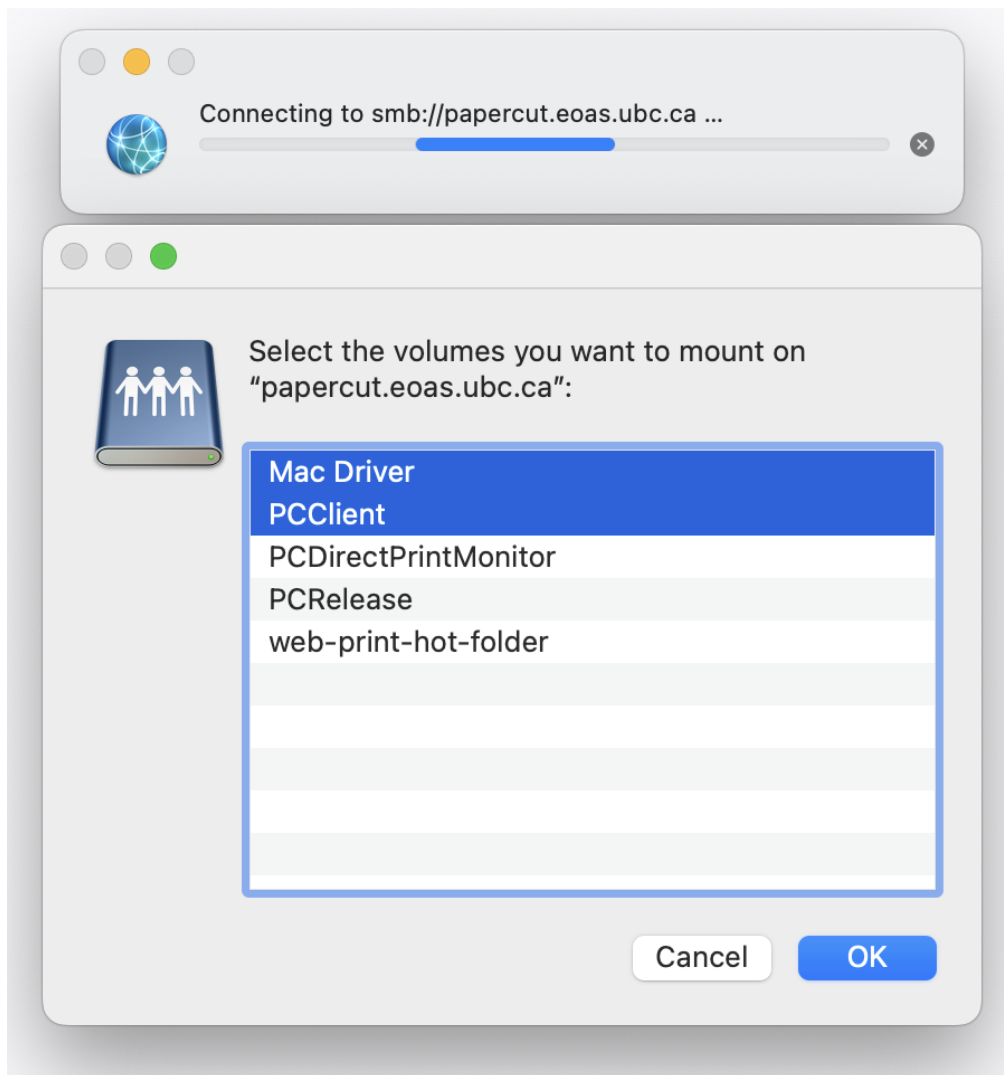 Connecting to smb://papercut.eoas.ubc.ca ...
Select the volumes you want to mount on
“papercut.eoas.ubc.ca”:
Mac Driver
PCClient
PCDirectPrintMonitor
PCRelease
web-print-hot-folder
Cancel
OK